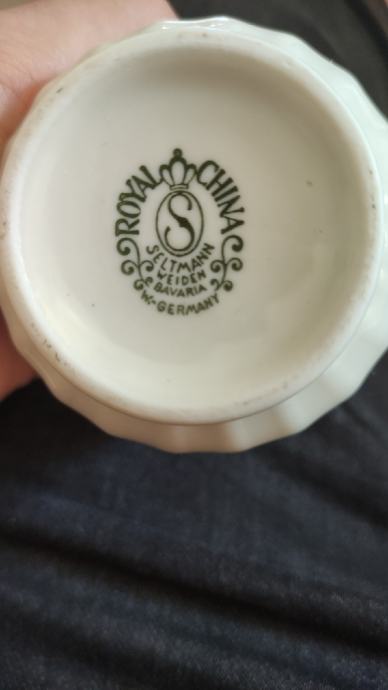 ROYAL CHINA
S
SELTMANN
WEIDEN
BAVARIA
W.-GERMANY